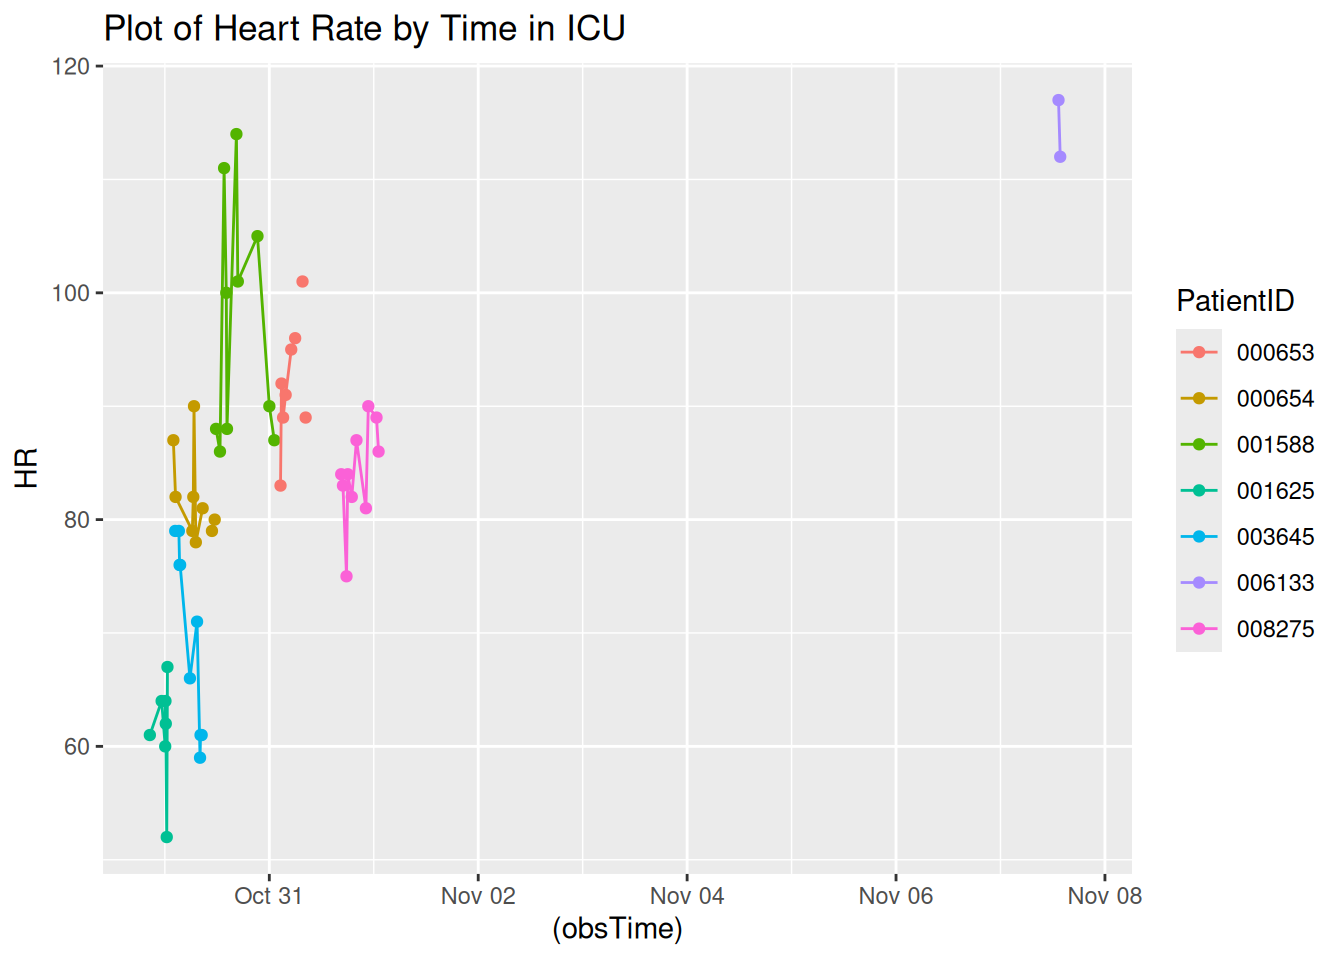 Plot of Heart Rate by Time in ICU
120
100
80
60
HR
Oct 31 Nov 02 Nov 04 Nov 06 Nov 08
(obsTime)
PatientID
000653
000654
001588
001625
003645
006133
008275